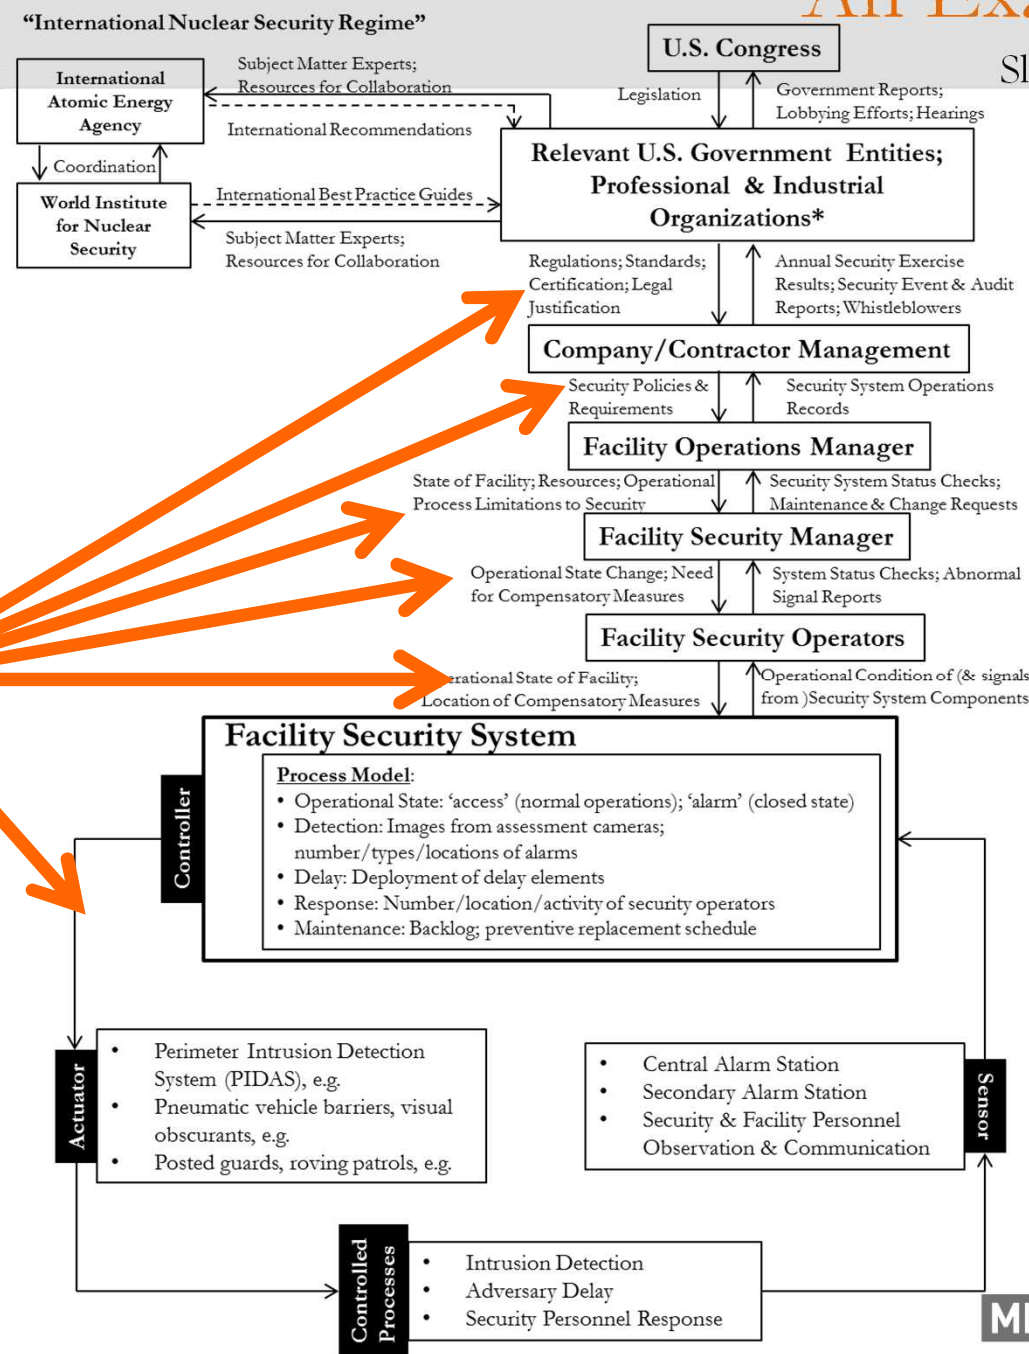 An Exa
“International Nuclear Security Regime”
U.S. Congress
Sl
International
Atomic Energy
Agency
Subject Matter Experts;
Resources for Collaboration
International Recommendations
Legislation
Government Reports;
Lobbying Efforts; Hearings
Coordination
World Institute
for Nuclear
Security
International Best Practice Guides
Subject Matter Experts;
Resources for Collaboration
Relevant U.S. Government Entities;
Professional & Industrial
Organizations*
Regulations; Standards;
Certification; Legal
Justification
Annual Security Exercise
Results; Security Event & Audit
Reports; Whistleblowers
Company/Contractor Management
Security Policies &
Requirements
Security System Operations
Records
Facility Operations Manager
State of Facility; Resources; Operational
Process Limitations to Security
Security System Status Checks;
Maintenance & Change Requests
Facility Security Manager
Operational State Change; Need
for Compensatory Measures
System Status Checks; Abnormal
Signal Reports
Facility Security Operators
erational State of Facility;
Location of Compensatory Measures
Operational Condition of (& signals
from )Security System Components
Facility Security System
Process Model:
• Operational State: ‘access’ (normal operations); ‘alarm’ (closed state)
• Detection: Images from assessment cameras;
number/types/locations of alarms
• Delay: Deployment of delay elements
• Response: Number/location/activity of security operators
• Maintenance: Backlog; preventive replacement schedule
Controller
Actuator
• Perimeter Intrusion Detection
System (PIDAS), e.g.
• Pneumatic vehicle barriers, visual
obscurants, e.g.
• Posted guards, roving patrols, e.g.
• Central Alarm Station
• Secondary Alarm Station
• Security & Facility Personnel
Observation & Communication
Sensor
Controlled
Processes
• Intrusion Detection
• Adversary Delay
• Security Personnel Response